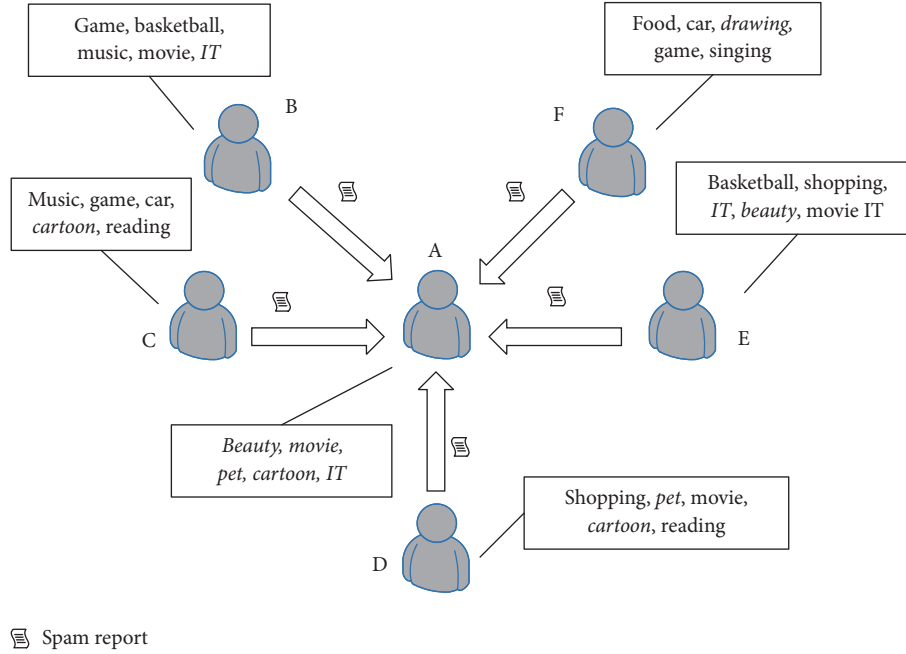 Game, basketball,
music, movie, IT
Food, car, drawing,
game, singing
B
F
Music, game, car,
cartoon, reading
Basketball, shopping,
IT, beauty, movie IT
A
C
E
Beauty, movie,
pet, cartoon, IT
Shopping, pet, movie,
cartoon, reading
D
Spam report